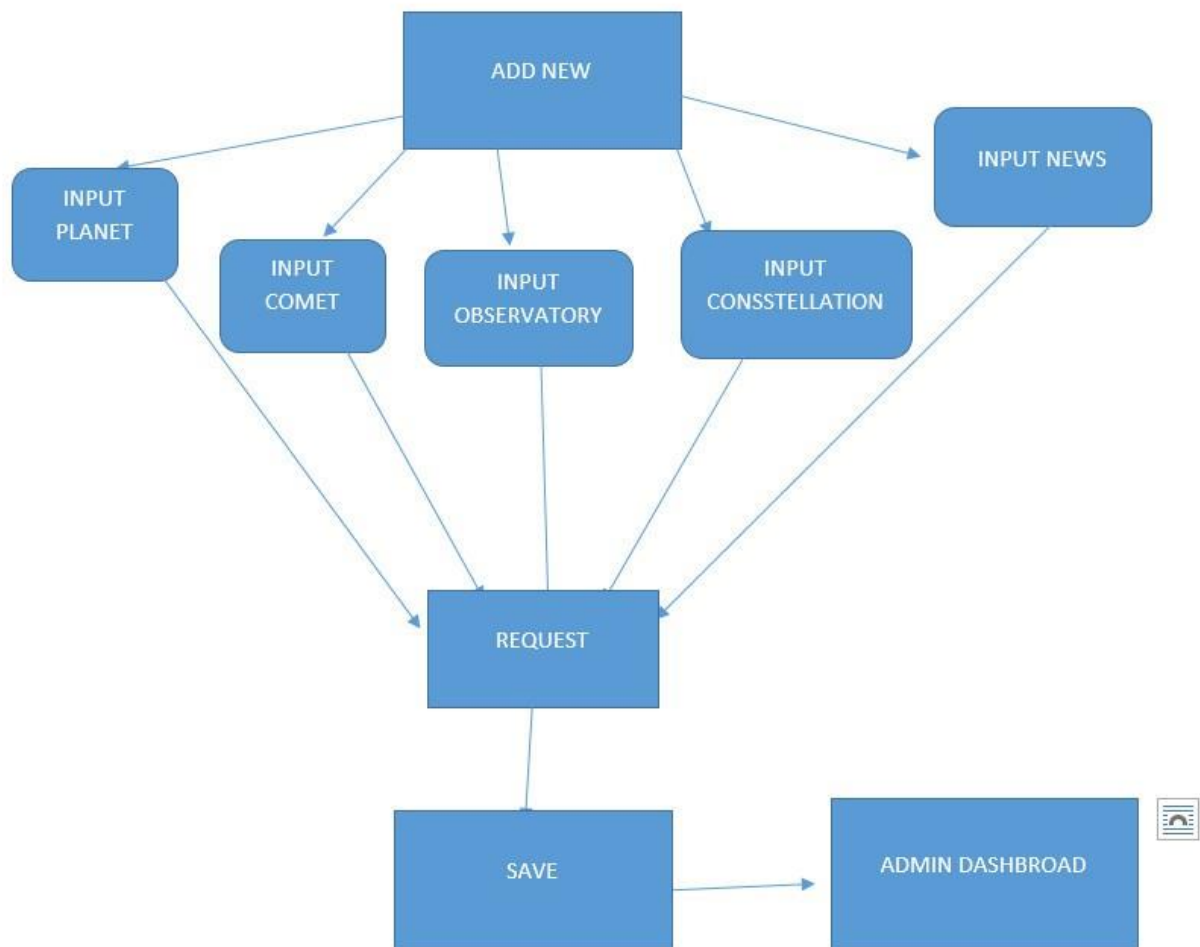 ADD NEW
INPUT NEWS
INPUT
PLANET
INPUT
COMET
INPUT
OBSERVATORY
INPUT
CONSSTELLATION
REQUEST
SAVE
ADMIN DASHBROAD